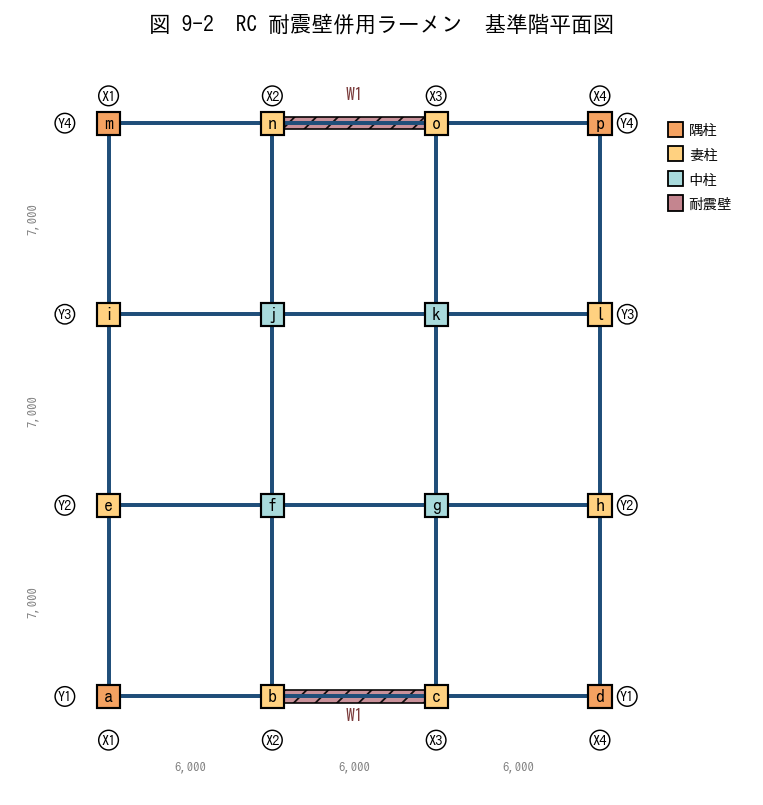 図 9-2 RC 耐震壁併用ラーメン 基準階平面図
W1
X1 X2 X3 X4
Y4 m n o p Y4
隅柱
妻柱
中柱
耐震壁
7,000
Y3 i j k l Y3
7,000
Y2 e f g h Y2
7,000
Y1 a b c d Y1
W1
X1 X2 X3 X4
6,000 6,000 6,000